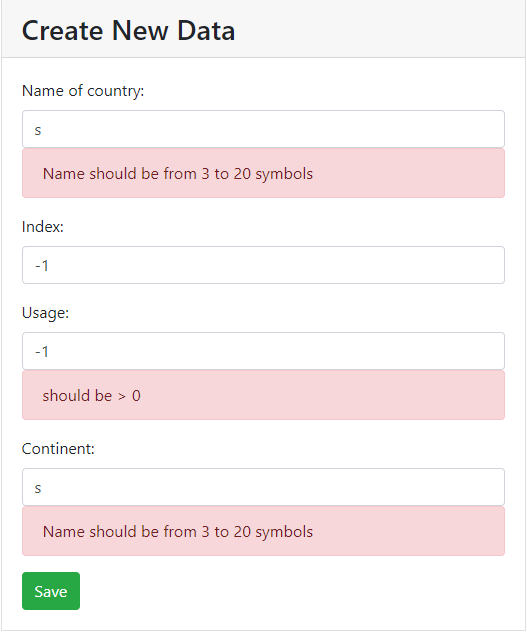 Create New Data
Name of country:
s
Name should be from 3 to 20 symbols
Index:
-1
Usage:
-1
should be > 0
Continent:
s
Name should be from 3 to 20 symbols
Save